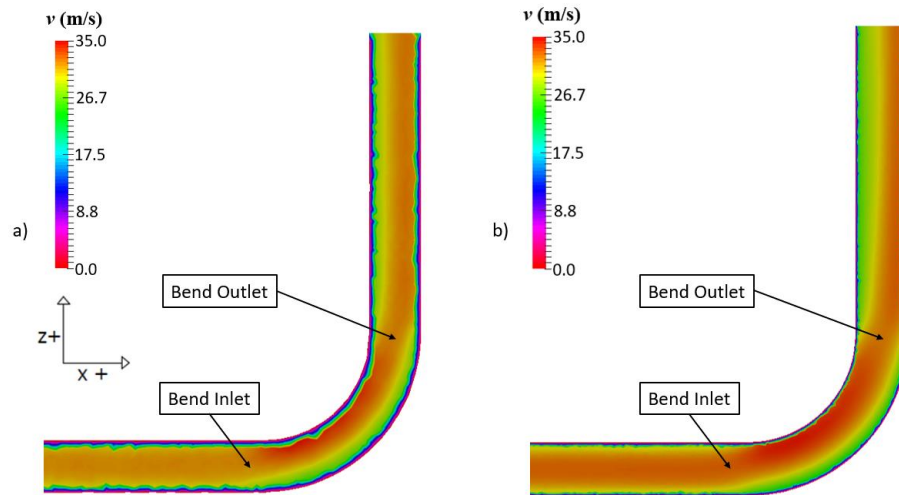 v (m/s)
35.0
26.7
17.5
8.8
0.0
a)
z+
x +
Bend Outlet
Bend Inlet
v (m/s)
35.0
26.7
17.5
8.8
0.0
b)
Bend Outlet
Bend Inlet